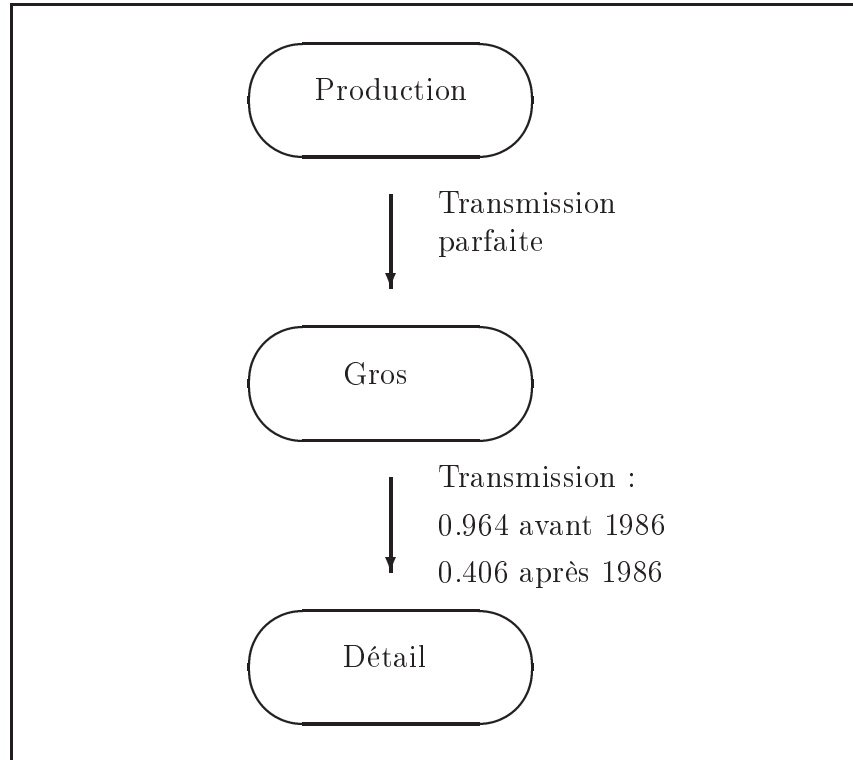 Production
Transmission
parfaite
Gros
Transmission :
0.964 avant 1986
0.406 après 1986
Détail